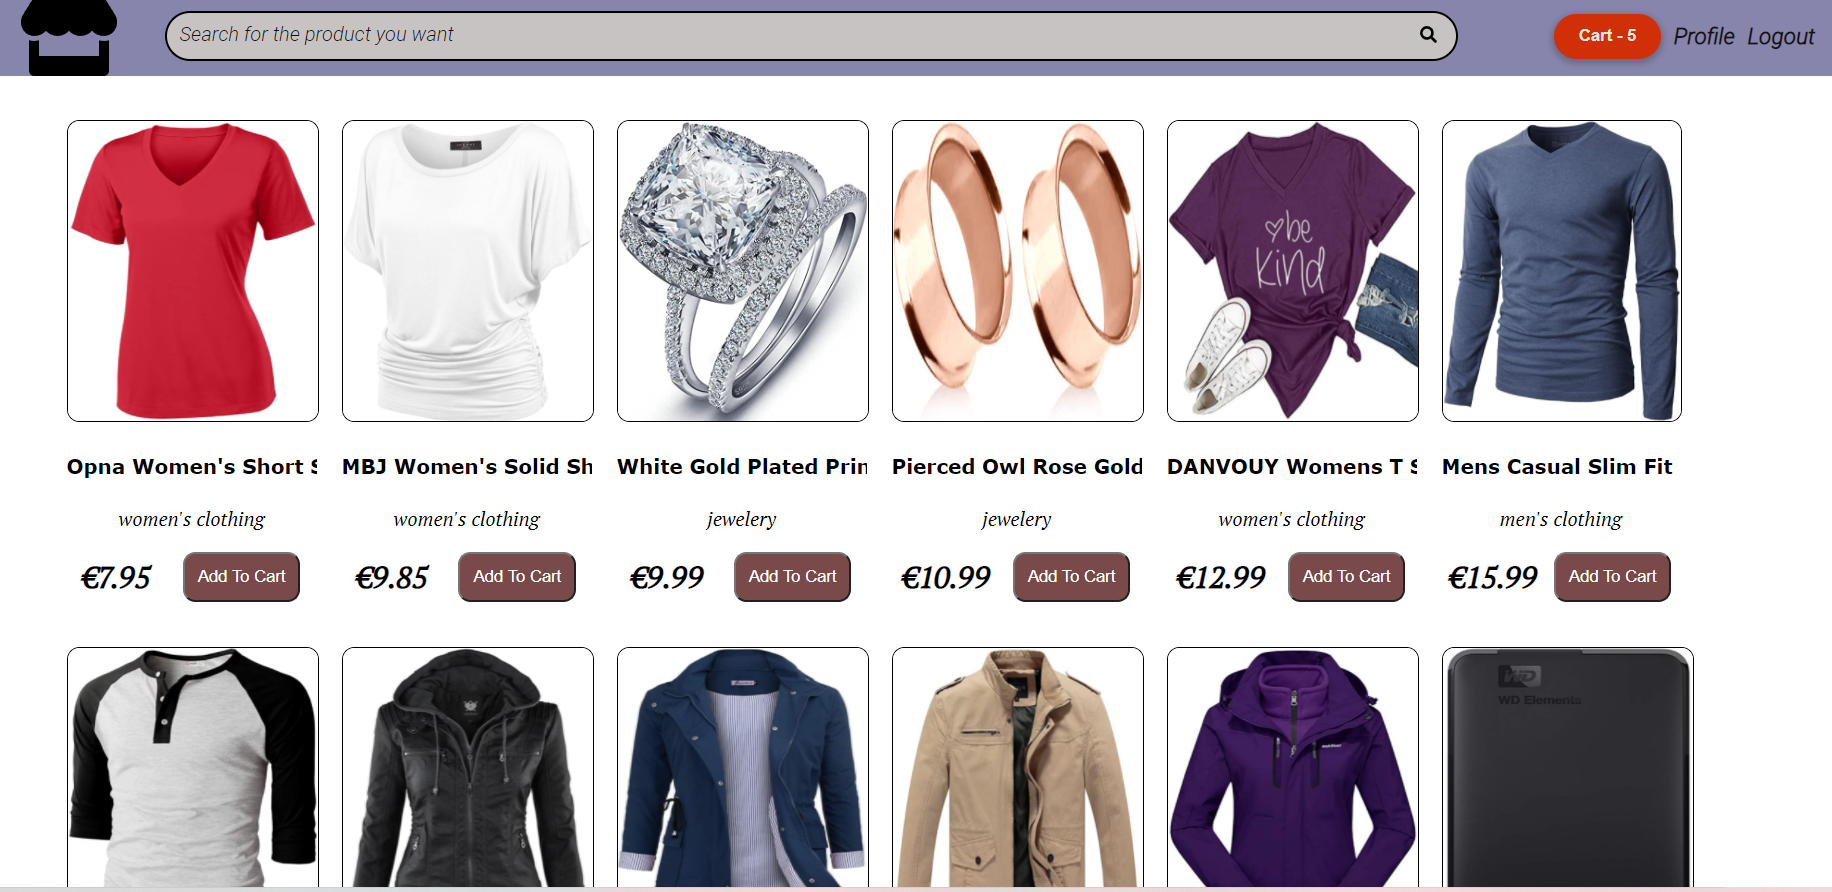 Search for the product you want
Cart - 5
Profile
Logout
be
kind
Opna Women's Short S
MBJ Women's Solid Sh
White Gold Plated Prin
Pierced Owl Rose Gold
DANVOUY Womens T S
Mens Casual Slim Fit
women's clothing
women's clothing
jewelery
jewelery
women's clothing
men's clothing
€7.95
Add To Cart
€9.85
Add To Cart
€9.99
Add To Cart
€10.99
Add To Cart
€12.99
Add To Cart
€15.99
Add To Cart
WD
WD Elements